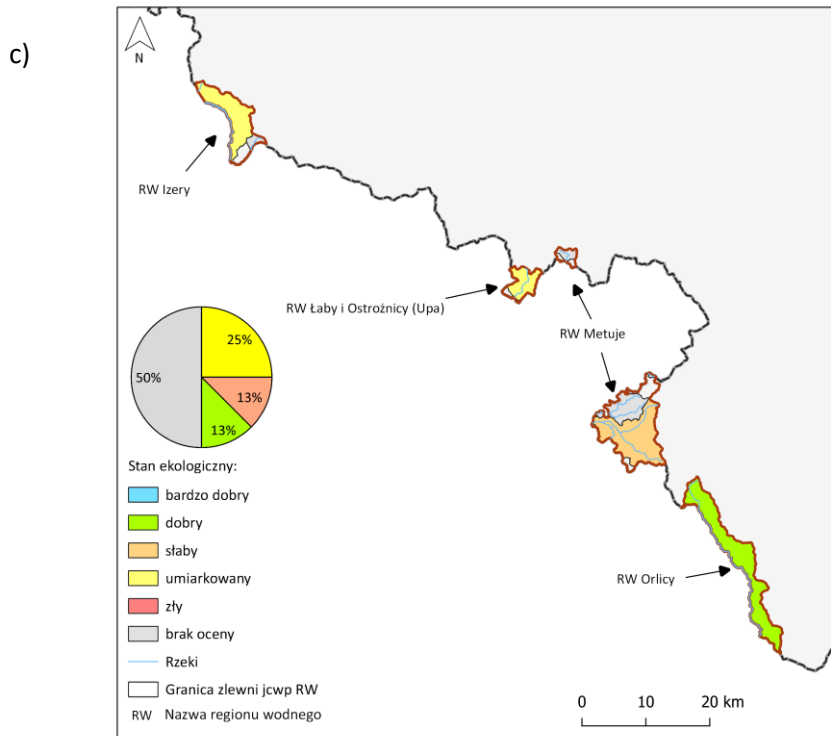 c)
N
RW Izery
RW Łaby i Ostrożnicy (Upa)
RW Metuje
RW Orlicy
25%
50%
13%
13%
Stan ekologiczny:
bardzo dobry
dobry
słaby
umiarkowany
zły
brak oceny
Rzeki
Granica zlewni jcwp RW
RW Nazwa regionu wodnego
0 10 20 km